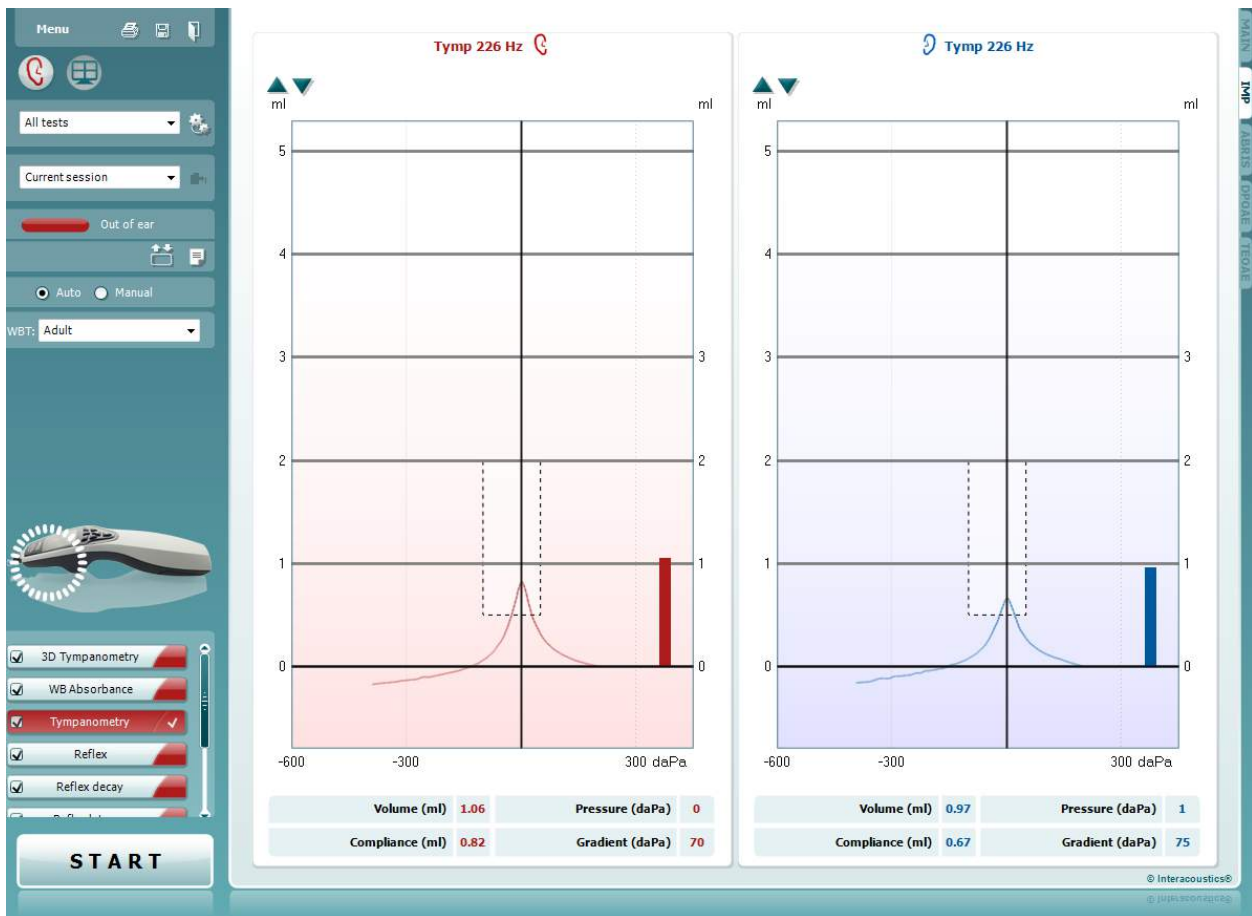 Menu
All tests
Current session
Out of ear
Auto Manual
WBT: Adult
3D Tympanometry
WB Absorbance
Tympanometry
Reflex
Reflex decay
START
Tymp 226 Hz
ml ml
5
4
3 3
2 2
1 1
0 0
-600 -300 300 daPa
Volume (ml) 1.06 Pressure (daPa) 0
Compliance (ml) 0.82 Gradient (daPa) 70
Tymp 226 Hz
ml ml
5
4
3 3
2 2
1 1
0 0
-600 -300 300 daPa
Volume (ml) 0.97 Pressure (daPa) 1
Compliance (ml) 0.67 Gradient (daPa) 75
MAIN
IMP
ABRIS
DPOAE
TEOAE
© Interacoustics®